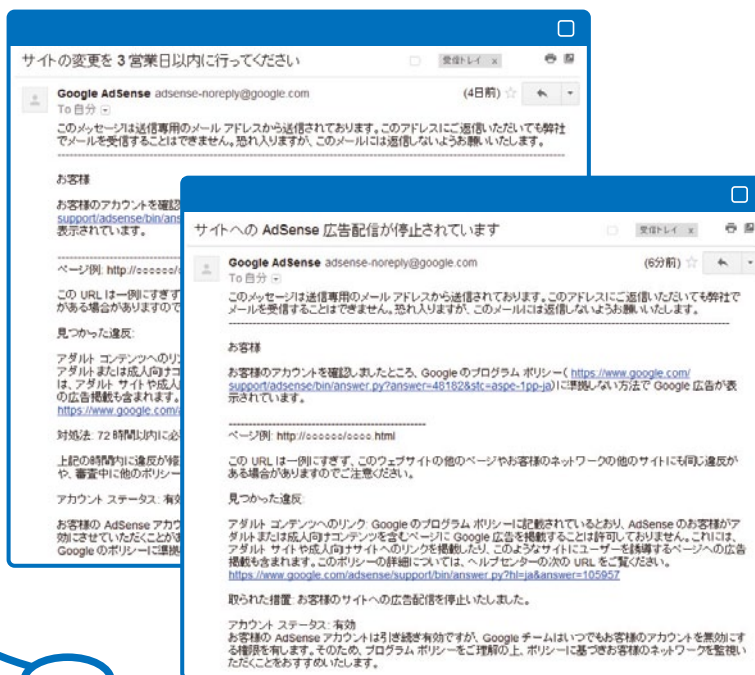 サイトの変更を 3 営業日以内に行ってください
受信トレイ x
Google AdSense adsense-noreply@google.com
(4日前)
To 自分
このメッセージは送信専用のメール アドレスから送信されております。このアドレスにご返信いただいても弊社
でメールを受信することはできません。恐れ入りますが、このメールには返信しないようお願いいたします。
お客様
お客様のアカウントを確認
support/adsense/bin/ans
表示されています。
ページ例: http://oooooo/
この URL は一例にすぎず
がある場合がありますので
見つかった違反:
アダルト コンテンツへのリ
アダルトまたは成人向けコ
は、アダルト サイトや成人
の広告掲載も含まれます。
https://www.google.com/
対処法: 72 時間以内に必
上記の時間内に違反が修
や、審査中に他のポリシー
アカウント ステータス: 有効
お客様の AdSense アカウ
効にさせていただくことがあ
Google のポリシーに準拠
サイトへの AdSense 広告配信が停止されています
受信トレイ x
Google AdSense adsense-noreply@google.com
(6分前)
To 自分
このメッセージは送信専用のメール アドレスから送信されております。このアドレスにご返信いただいても弊社で
メールを受信することはできません。恐れ入りますが、このメールには返信しないようお願いいたします。
お客様
お客様のアカウントを確認しましたところ、Google のプログラム ポリシー( https://www.google.com/
support/adsense/bin/answer.py?answer=48182&stc=aspe-1pp-ja)に準拠しない方法で Google 広告が表
示されています。
ページ例: http://oooooo/oooo.html
この URL は一例にすぎず、このウェブサイトの他のページやお客様のネットワークの他のサイトにも同じ違反が
ある場合がありますのでご注意ください。
見つかった違反:
アダルト コンテンツへのリンク: Google のプログラム ポリシーに記載されているとおり、AdSense のお客様がア
ダルトまたは成人向けコンテンツを含むページに Google 広告を掲載することは許可しておりません。これには、
アダルト サイトや成人向けサイトへのリンクを掲載したり、このようなサイトにユーザーを誘導するページへの広告
掲載も含まれます。このポリシーの詳細については、ヘルプセンターの次の URL をご覧ください。
https://www.google.com/adsense/support/bin/answer.py?hl=ja&answer=105957
取られた措置: お客様のサイトへの広告配信を停止いたしました。
アカウント ステータス: 有効
お客様の AdSense アカウントは引き続き有効ですが、Google チームはいつでもお客様のアカウントを無効にす
る権限を有します。そのため、プログラム ポリシーをご理解の上、ポリシーに基づきお客様のネットワークを監視い
ただくことをおすすめいたします。